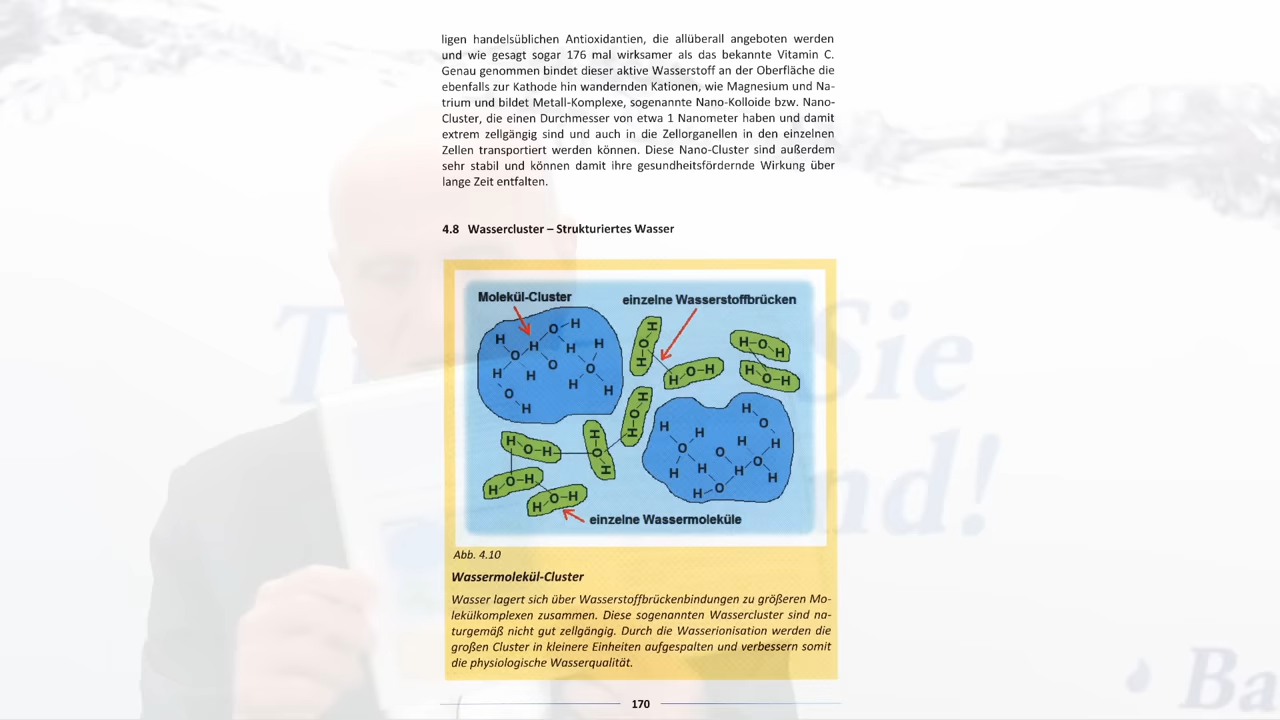 ligen handelsüblichen Antioxidantien, die allüberall angeboten werden
und wie gesagt sogar 176 mal wirksamer als das bekannte Vitamin C.
Genau genommen bindet dieser aktive Wasserstoff an der Oberfläche die
ebenfalls zur Kathode hin wandernden Kationen, wie Magnesium und Na-
trium und bildet Metall-Komplexe, sogenannte Nano-Kolloide bzw. Nano-
Cluster, die einen Durchmesser von etwa 1 Nanometer haben und damit
extrem zellgängig sind und auch in die Zellorganellen in den einzelnen
Zellen transportiert werden können. Diese Nano-Cluster sind außerdem
sehr stabil und können damit ihre gesundheitsfördernde Wirkung über
lange Zeit entfalten.
4.8 Wassercluster – Strukturiertes Wasser
Molekül-Cluster
einzelne Wasserstoffbrücken
einzelne Wassermoleküle
Abb. 4.10
Wassermolekül-Cluster
Wasser lagert sich über Wasserstoffbrückenbindungen zu größeren Mo-
lekülkomplexen zusammen. Diese sogenannten Wassercluster sind na-
turgemäß nicht gut zellgängig. Durch die Wasserionisation werden die
großen Cluster in kleinere Einheiten aufgespalten und verbessern somit
die physiologische Wasserqualität.
170
Sie